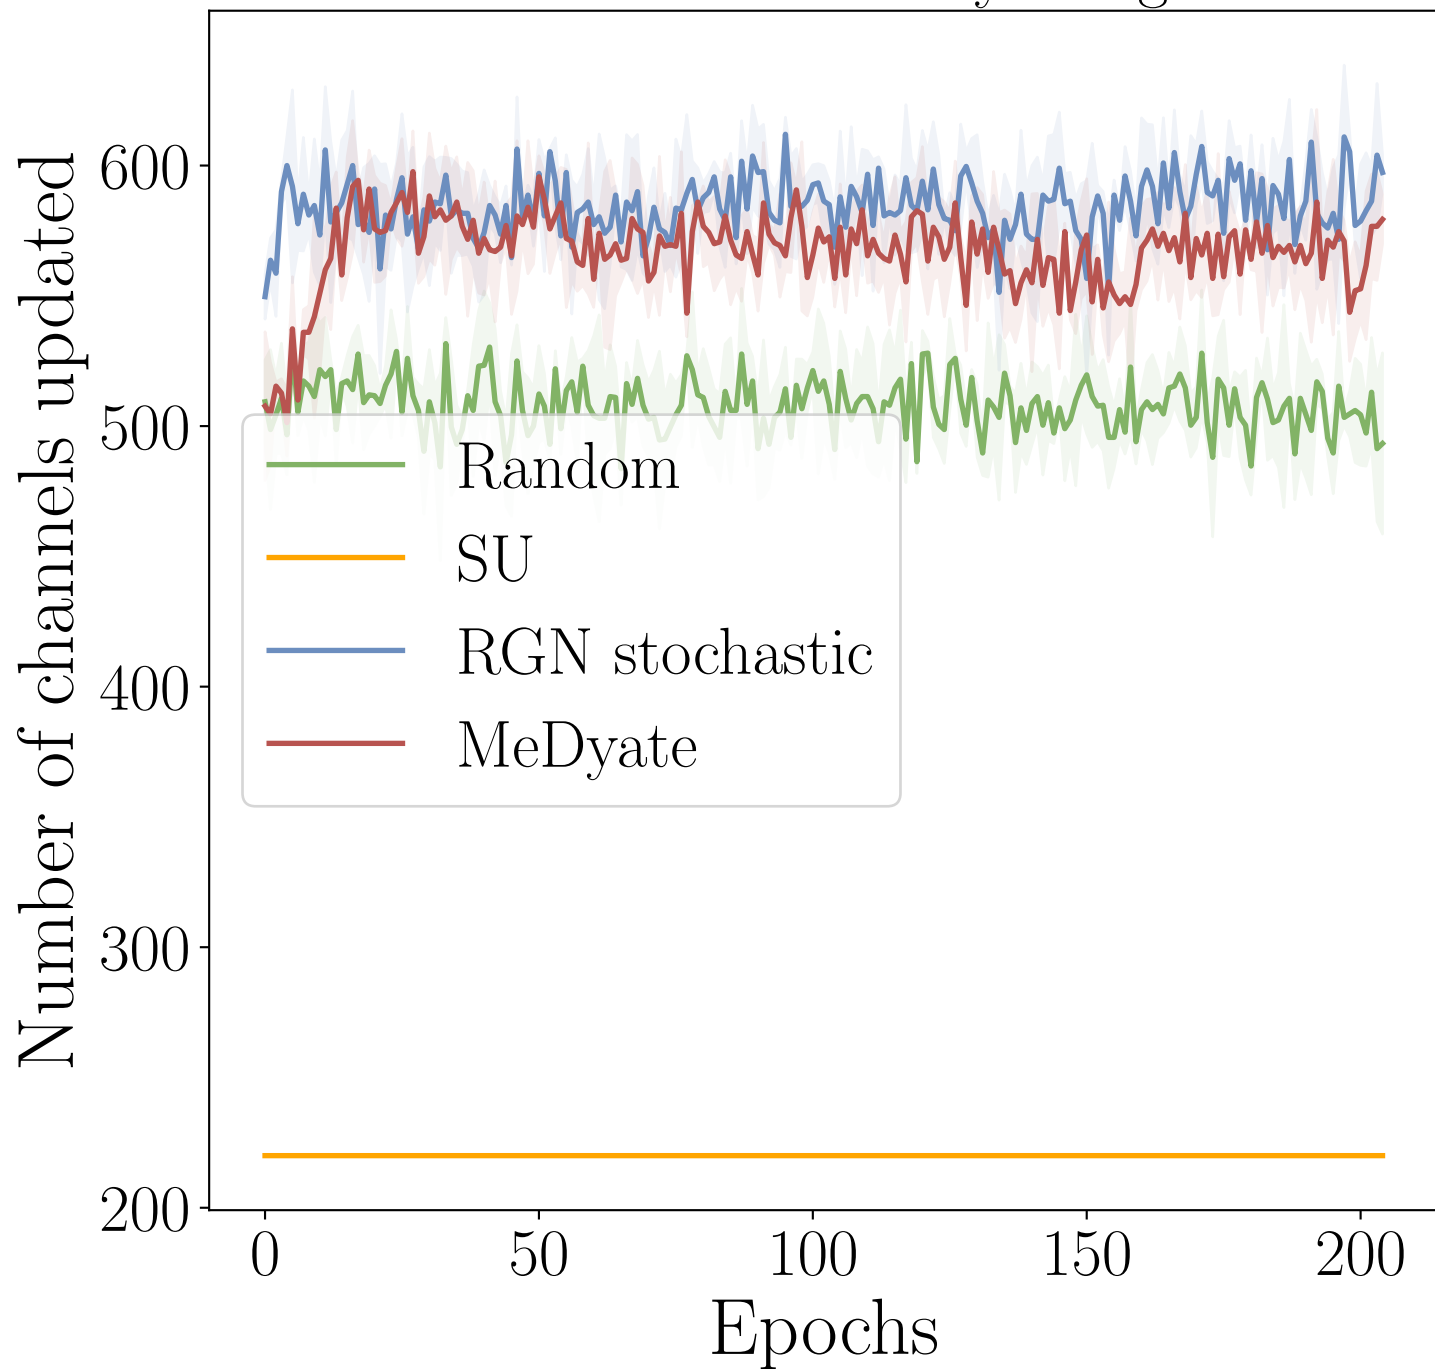 Number of channels updated
600
500
400
300
200
Random
SU
RGN stochastic
MeDyate
0 50 100 150 200
Epochs